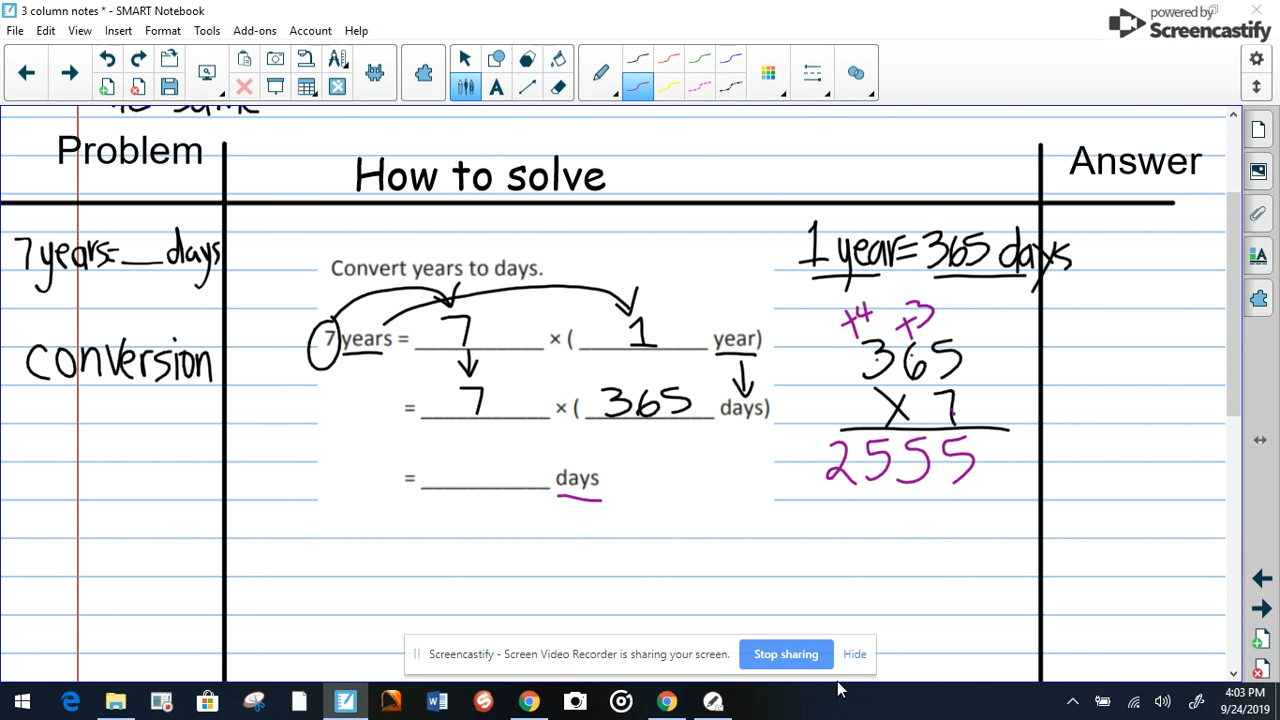 3 column notes * - SMART Notebook
powered by
Screencastify
File Edit View Insert Format Tools Add-ons Account Help
Problem
How to solve
Answer
7 years = __ days
conversion
Convert years to days.
7 years = 7 × ( 1 year)
= 7 × ( 365 days)
= ____________ days
1 year = 365 days
+4 +3
365
X 7
2555
Screencastify - Screen Video Recorder is sharing your screen. Stop sharing Hide
4:03 PM
9/24/2019